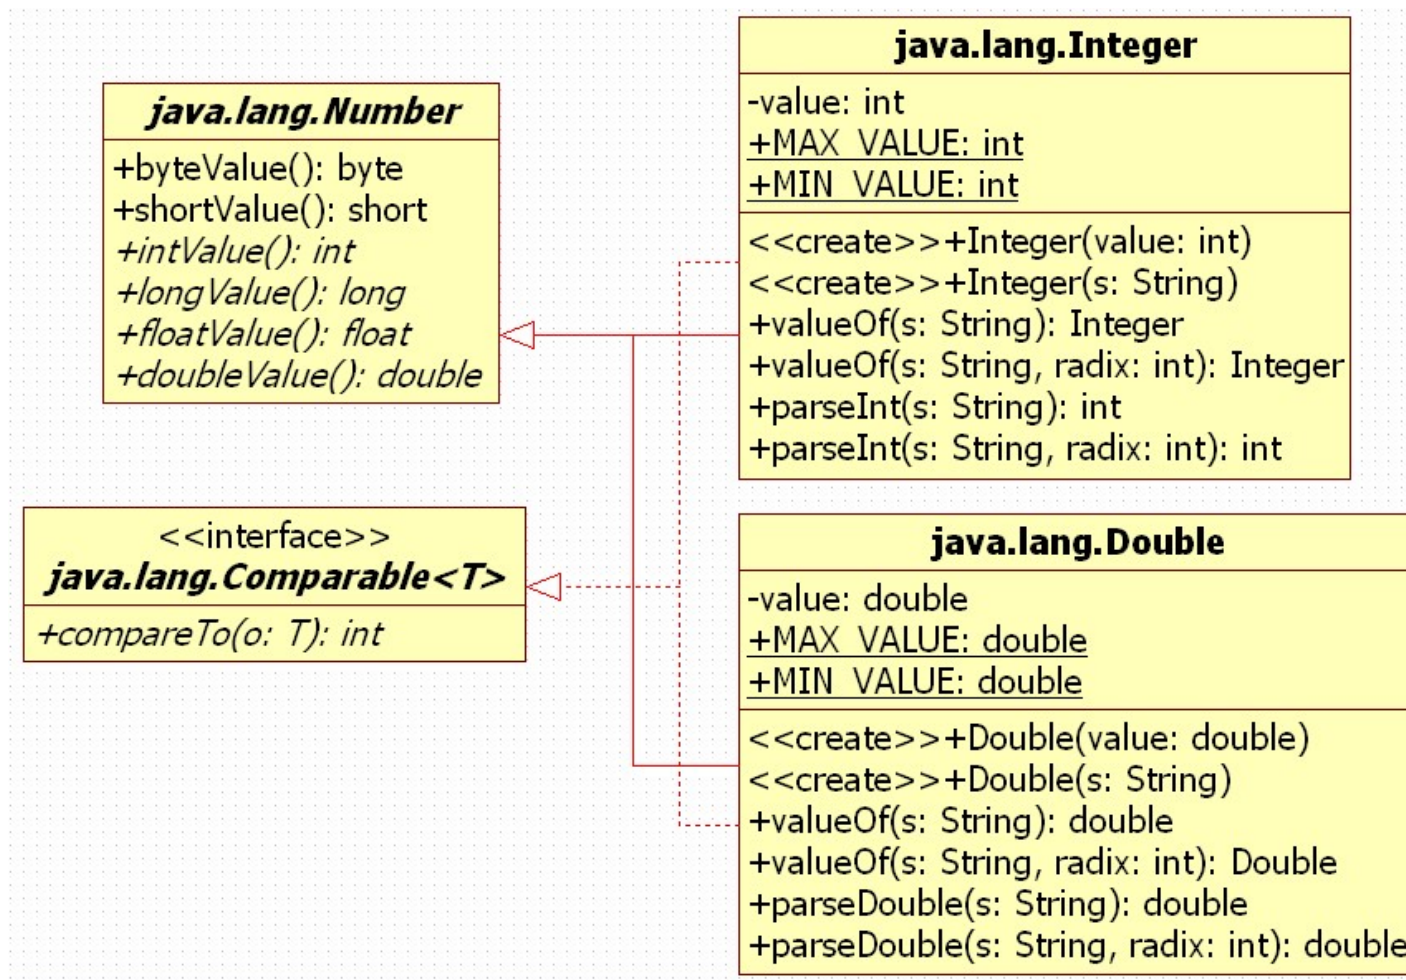 java.lang.Number
+byteValue(): byte
+shortValue(): short
+intValue(): int
+longValue(): long
+floatValue(): float
+doubleValue(): double
<<interface>>
java.lang.Comparable<T>
+compareTo(o: T): int
java.lang.Integer
-value: int
+MAX_VALUE: int
+MIN_VALUE: int
<<create>>+Integer(value: int)
<<create>>+Integer(s: String)
+valueOf(s: String): Integer
+valueOf(s: String, radix: int): Integer
+parseInt(s: String): int
+parseInt(s: String, radix: int): int
java.lang.Double
-value: double
+MAX_VALUE: double
+MIN_VALUE: double
<<create>>+Double(value: double)
<<create>>+Double(s: String)
+valueOf(s: String): double
+valueOf(s: String, radix: int): Double
+parseDouble(s: String): double
+parseDouble(s: String, radix: int): double